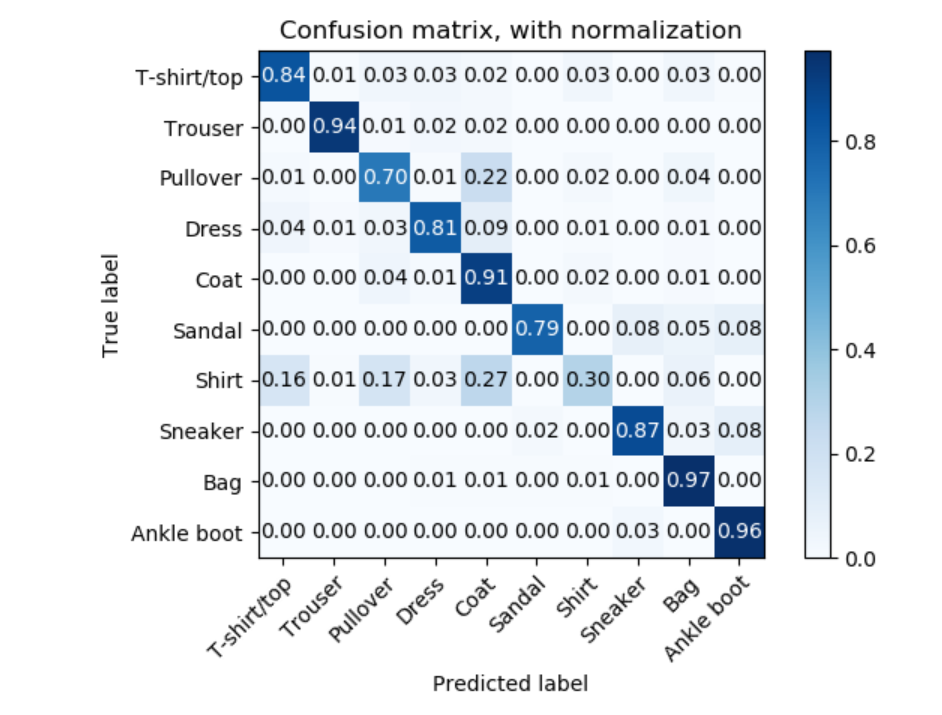 Confusion matrix, with normalization
T-shirt/top 0.84 0.01 0.03 0.03 0.02 0.00 0.03 0.00 0.03 0.00
Trouser 0.00 0.94 0.01 0.02 0.02 0.00 0.00 0.00 0.00 0.00
Pullover 0.01 0.00 0.70 0.01 0.22 0.00 0.02 0.00 0.04 0.00
Dress 0.04 0.01 0.03 0.81 0.09 0.00 0.01 0.00 0.01 0.00
Coat 0.00 0.00 0.04 0.01 0.91 0.00 0.02 0.00 0.01 0.00
Sandal 0.00 0.00 0.00 0.00 0.00 0.79 0.00 0.08 0.05 0.08
Shirt 0.16 0.01 0.17 0.03 0.27 0.00 0.30 0.00 0.06 0.00
Sneaker 0.00 0.00 0.00 0.00 0.00 0.02 0.00 0.87 0.03 0.08
Bag 0.00 0.00 0.00 0.01 0.01 0.00 0.01 0.00 0.97 0.00
Ankle boot 0.00 0.00 0.00 0.00 0.00 0.00 0.00 0.03 0.00 0.96
True label
T-shirt/top Trouser Pullover Dress Coat Sandal Shirt Sneaker Bag Ankle boot
Predicted label
0.8
0.6
0.4
0.2
0.0